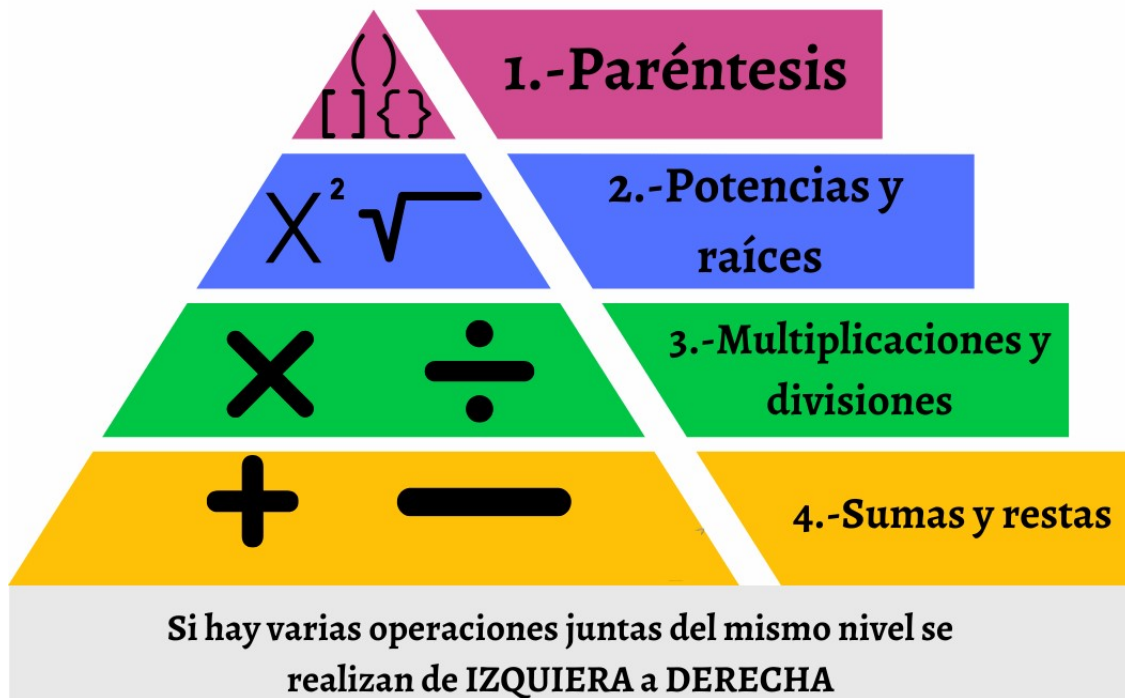 ( )
[ ] { }
1.-Paréntesis
X² √
2.-Potencias y
raíces
× ÷
3.-Multiplicaciones y
divisiones
+ −
4.-Sumas y restas
Si hay varias operaciones juntas del mismo nivel se
realizan de IZQUIERA a DERECHA